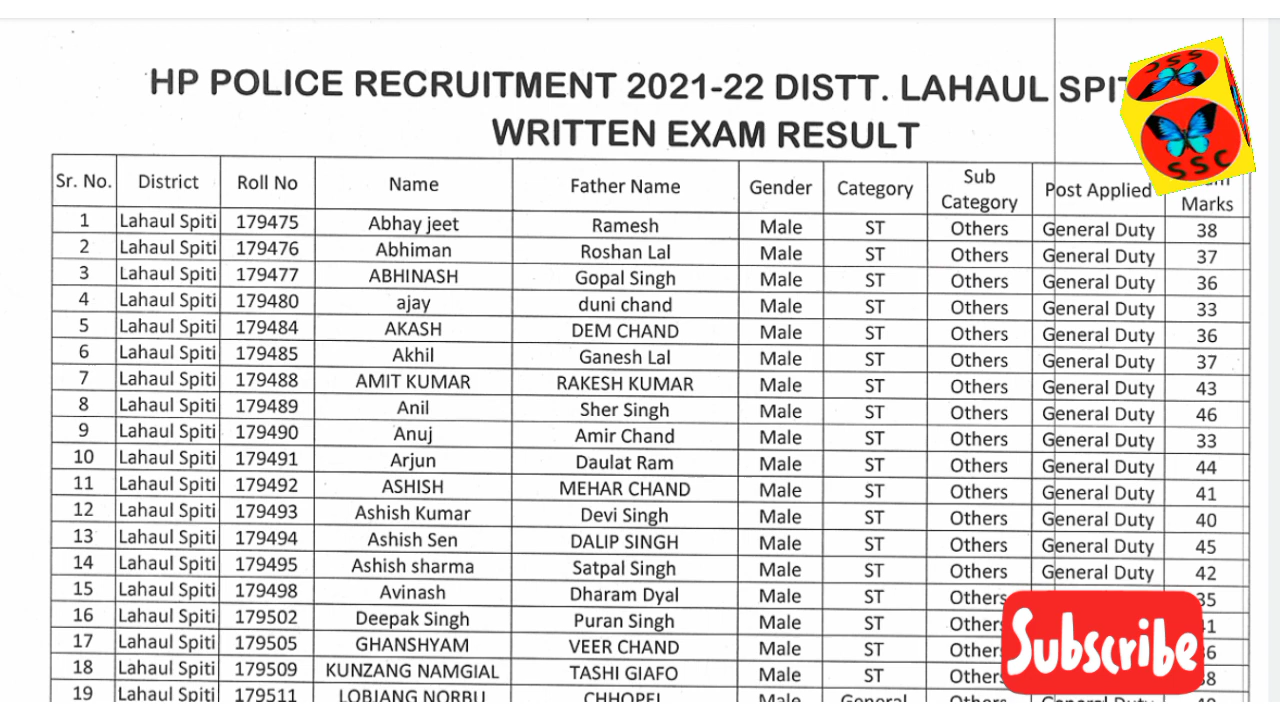 HP POLICE RECRUITMENT 2021-22 DISTT. LAHAUL
WRITTEN EXAM RESULT
SSC
Sr. No. District Roll No Name Father Name Gender Category Sub Category Post Applied Marks
1 Lahaul Spiti 179475 Abhay jeet Ramesh Male ST Others General Duty 38
2 Lahaul Spiti 179476 Abhiman Roshan Lal Male ST Others General Duty 37
3 Lahaul Spiti 179477 ABHINASH Gopal Singh Male ST Others General Duty 36
4 Lahaul Spiti 179480 ajay duni chand Male ST Others General Duty 33
5 Lahaul Spiti 179484 AKASH DEM CHAND Male ST Others General Duty 36
6 Lahaul Spiti 179485 Akhil Ganesh Lal Male ST Others General Duty 37
7 Lahaul Spiti 179488 AMIT KUMAR RAKESH KUMAR Male ST Others General Duty 43
8 Lahaul Spiti 179489 Anil Sher Singh Male ST Others General Duty 46
9 Lahaul Spiti 179490 Anuj Amir Chand Male ST Others General Duty 33
10 Lahaul Spiti 179491 Arjun Daulat Ram Male ST Others General Duty 44
11 Lahaul Spiti 179492 ASHISH MEHAR CHAND Male ST Others General Duty 41
12 Lahaul Spiti 179493 Ashish Kumar Devi Singh Male ST Others General Duty 40
13 Lahaul Spiti 179494 Ashish Sen DALIP SINGH Male ST Others General Duty 45
14 Lahaul Spiti 179495 Ashish sharma Satpal Singh Male ST Others General Duty 42
15 Lahaul Spiti 179498 Avinash Dharam Dyal Male ST Others 35
16 Lahaul Spiti 179502 Deepak Singh Puran Singh Male ST
17 Lahaul Spiti 179505 GHANSHYAM VEER CHAND Male ST
18 Lahaul Spiti 179509 KUNZANG NAMGIAL TASHI GIAFO Male ST
19 Lahaul Spiti 179511 LOBJANG NORBU CHHOPEL Male General Others General Duty
Subscribe